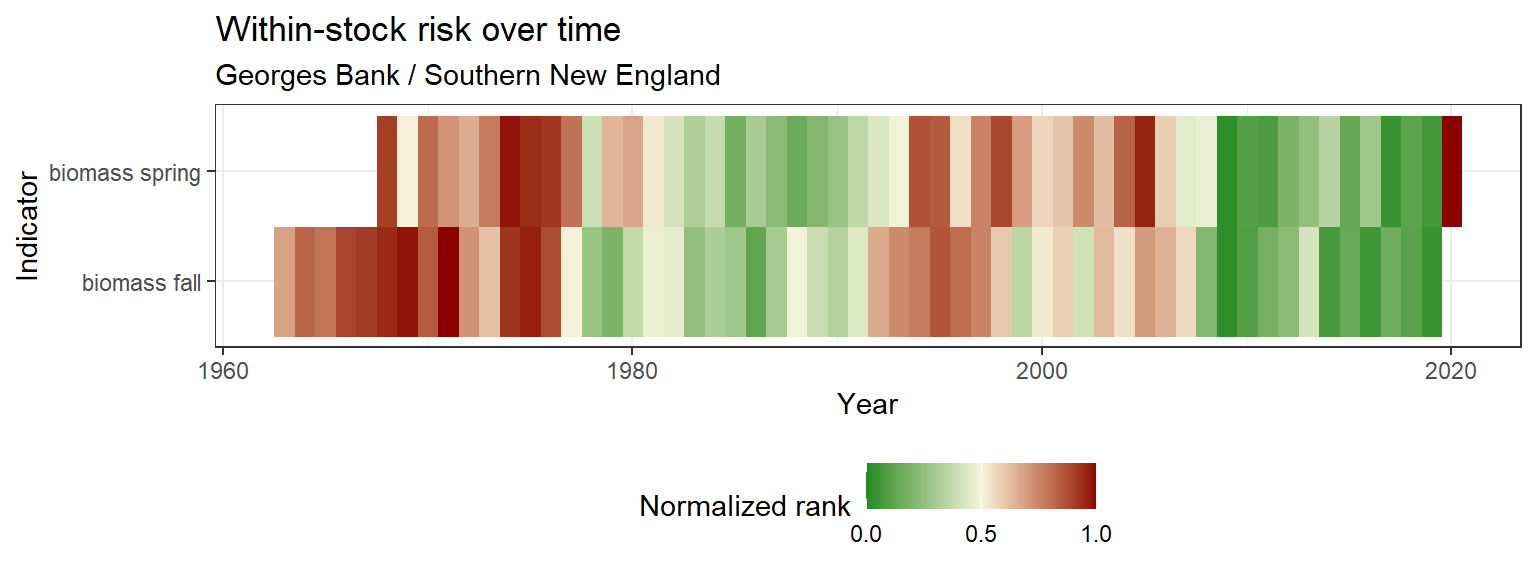 Within-stock risk over time
Georges Bank / Southern New England
Indicator
biomass spring
biomass fall
1960
1980
2000
2020
Year
Normalized rank
0.0
0.5
1.0